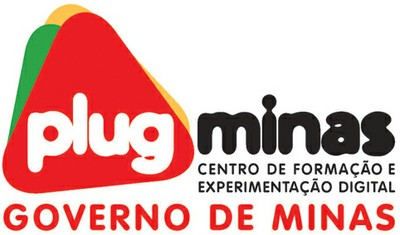 plug minas
CENTRO DE FORMAÇÃO E
EXPERIMENTAÇÃO DIGITAL
GOVERNO DE MINAS